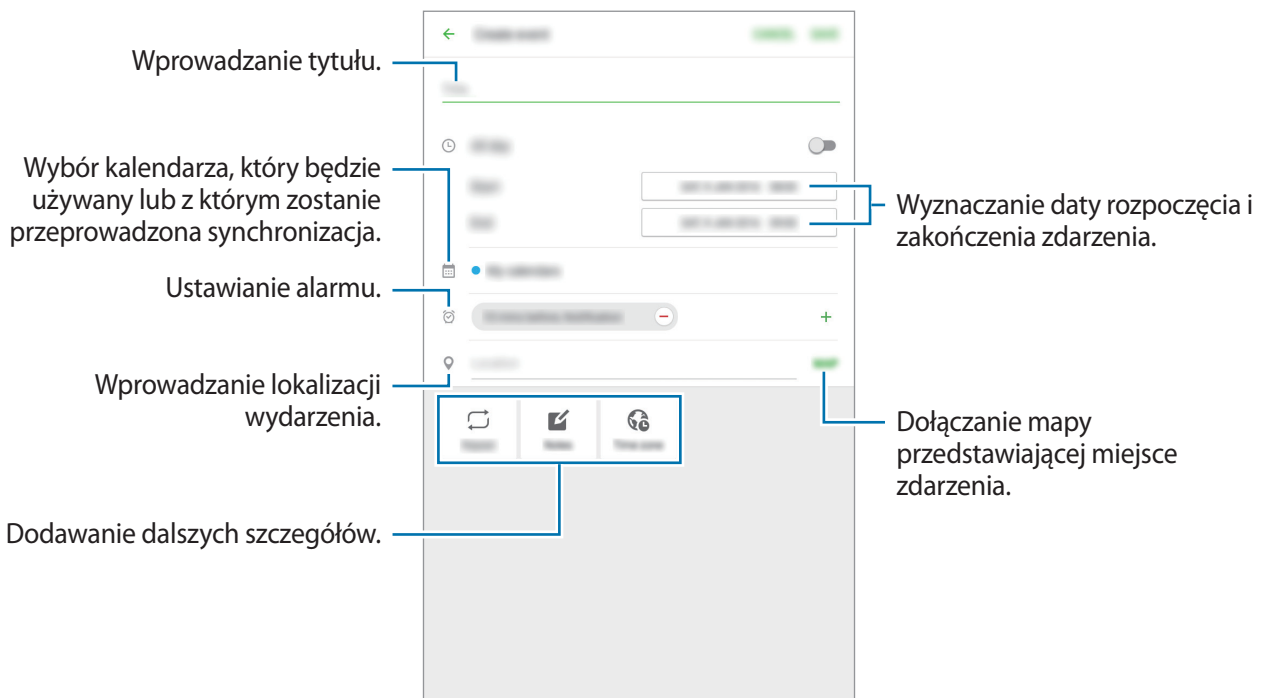 Wprowadzanie tytułu.
Wybór kalendarza, który będzie
używany lub z którym zostanie
przeprowadzona synchronizacja.
Wyznaczanie daty rozpoczęcia i
zakończenia zdarzenia.
Ustawianie alarmu.
Wprowadzanie lokalizacji
wydarzenia.
Dołączanie mapy
przedstawiającej miejsce
zdarzenia.
Dodawanie dalszych szczegółów.